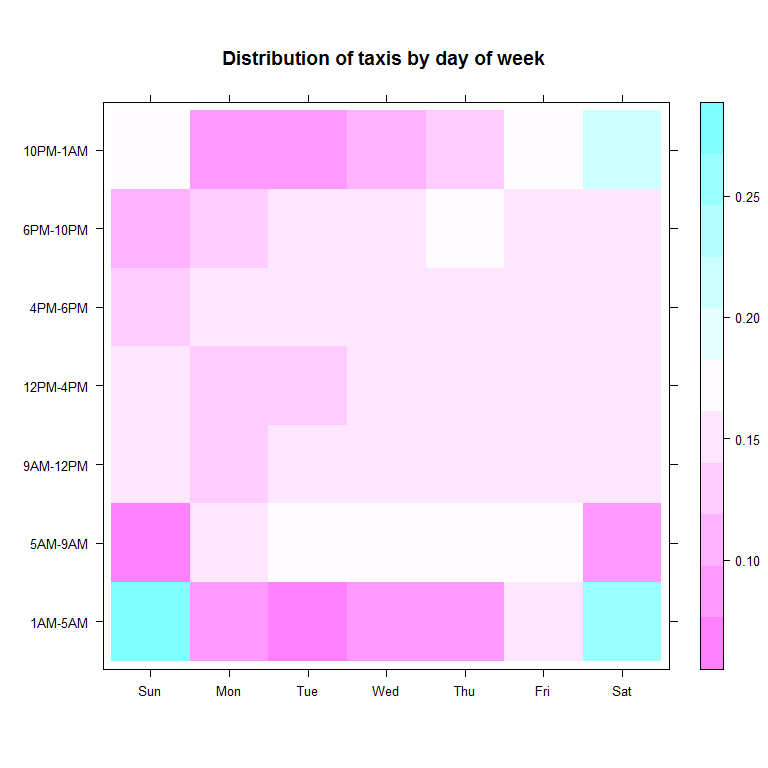 Distribution of taxis by day of week
10PM-1AM
6PM-10PM
4PM-6PM
12PM-4PM
9AM-12PM
5AM-9AM
1AM-5AM
Sun Mon Tue Wed Thu Fri Sat
0.25
0.20
0.15
0.10